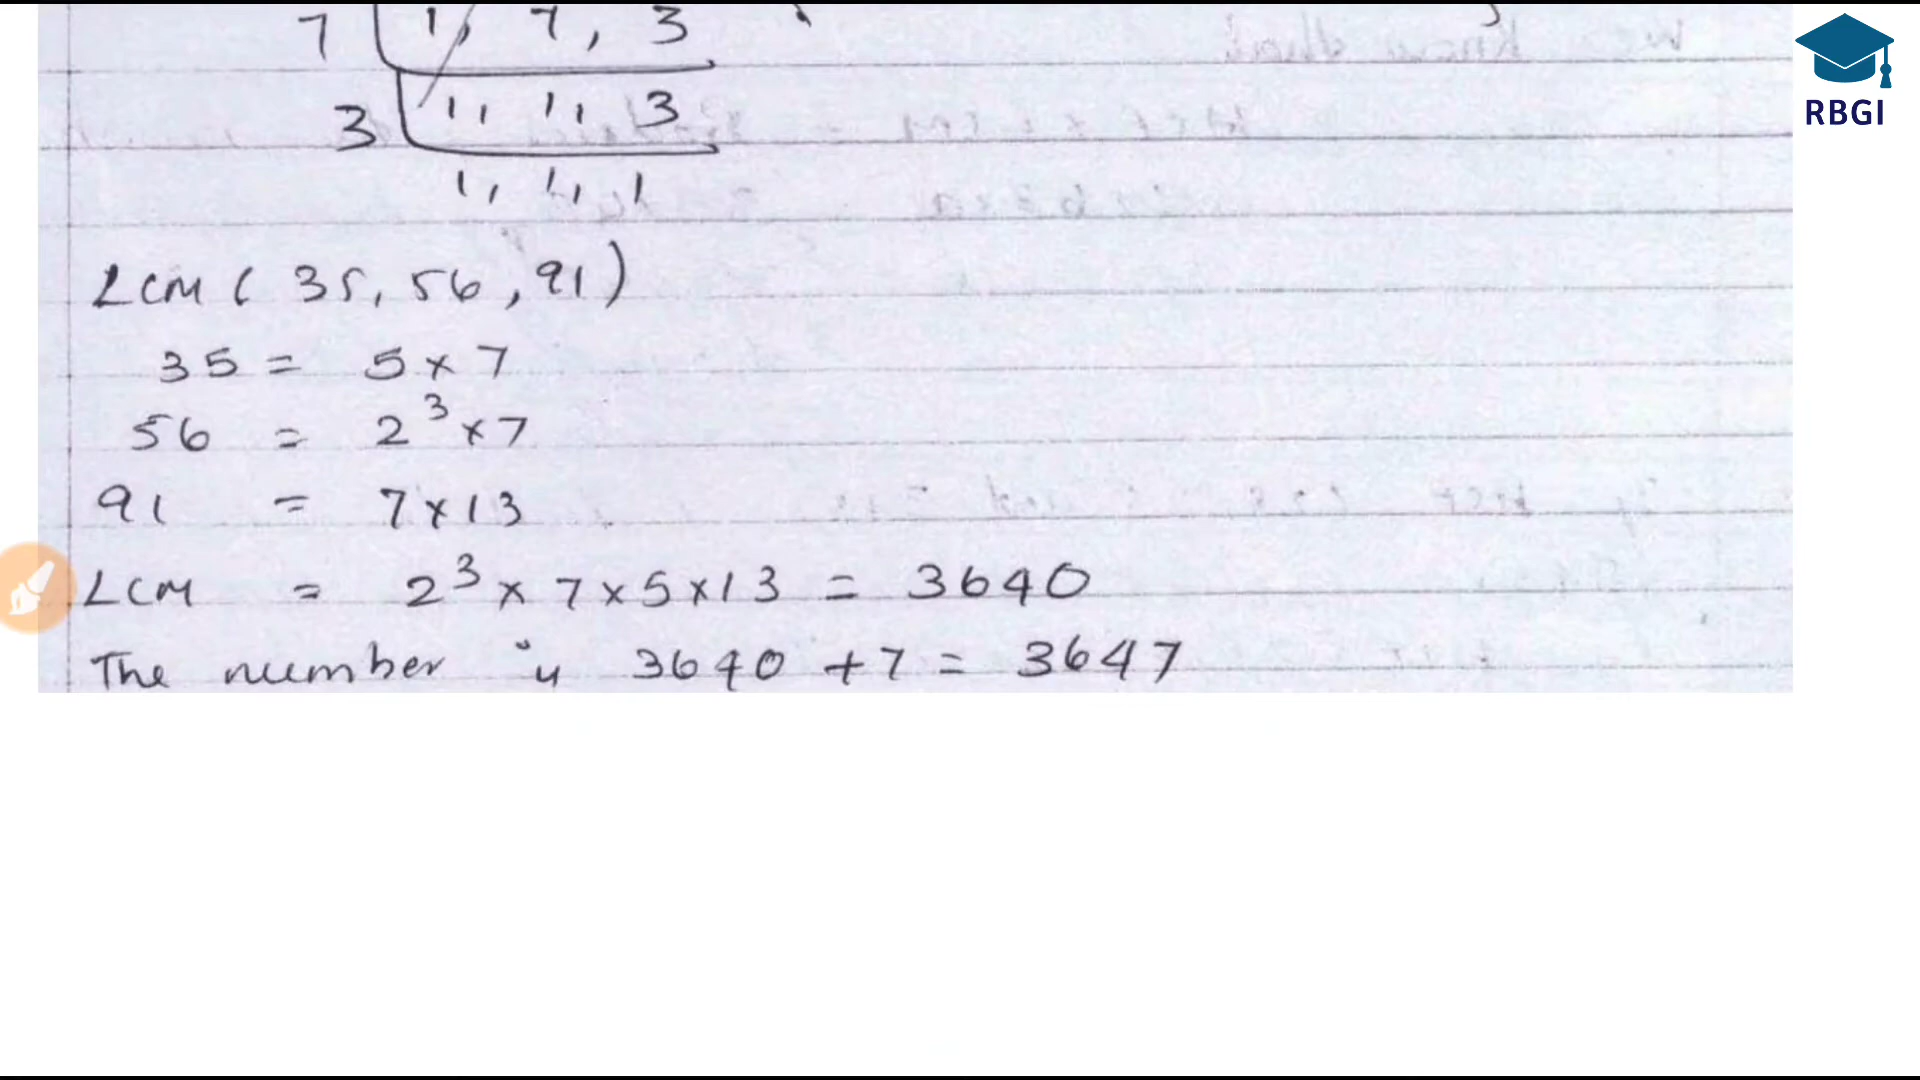 7 1, 7, 3
3 1, 1, 3
1, 1, 1
RBGI
LCM ( 35, 56, 91)
35 = 5 × 7
56 = 2³ × 7
91 = 7 × 13
LCM = 2³ × 7 × 5 × 13 = 3640
The number is 3640 + 7 = 3647